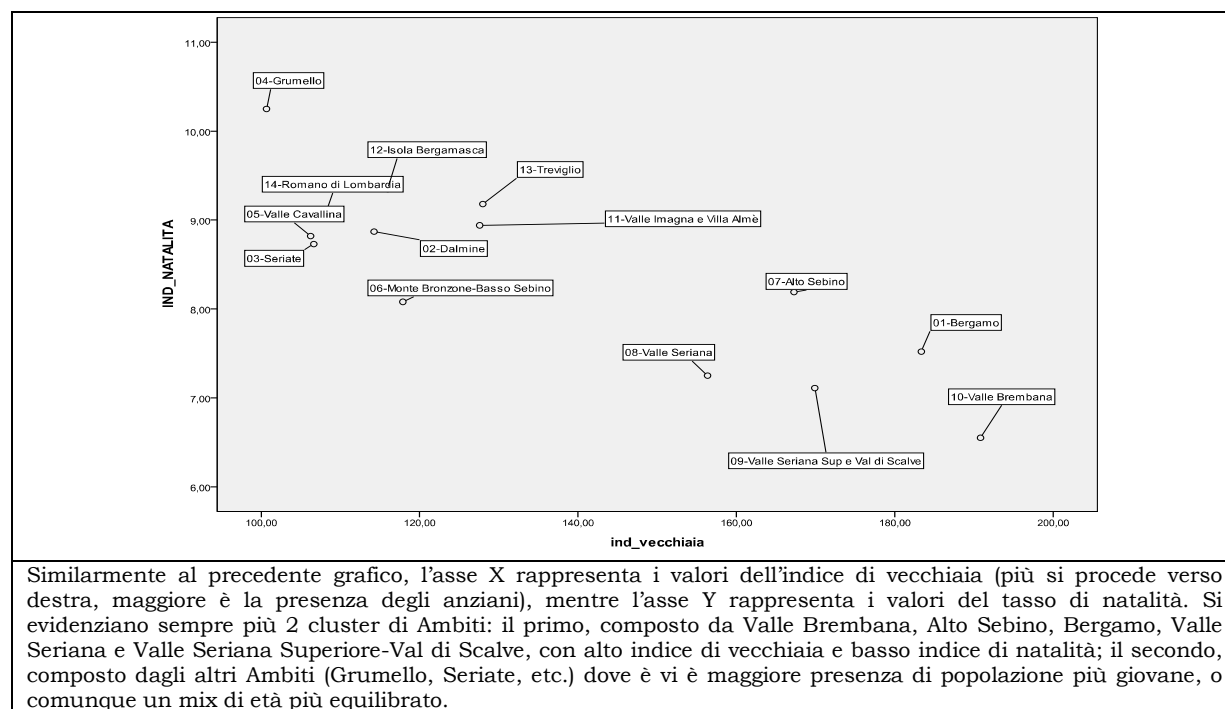 11,00
04-Grumello
10,00
12-Isola Bergamasca
13-Treviglio
14-Romano di Lombardia
05-Valle Cavallina
11-Valle Imagna e Villa Almè
9,00
02-Dalmine
03-Seriate
IND_NATALITA
06-Monte Bronzone-Basso Sebino
07-Alto Sebino
8,00
01-Bergamo
08-Valle Seriana
7,00
10-Valle Brembana
09-Valle Seriana Sup e Val di Scalve
6,00
100,00 120,00 140,00 160,00 180,00 200,00
ind_vecchiaia
Similarmente al precedente grafico, l’asse X rappresenta i valori dell’indice di vecchiaia (più si procede verso
destra, maggiore è la presenza degli anziani), mentre l’asse Y rappresenta i valori del tasso di natalità. Si
evidenziano sempre più 2 cluster di Ambiti: il primo, composto da Valle Brembana, Alto Sebino, Bergamo, Valle
Seriana e Valle Seriana Superiore-Val di Scalve, con alto indice di vecchiaia e basso indice di natalità; il secondo,
composto dagli altri Ambiti (Grumello, Seriate, etc.) dove è vi è maggiore presenza di popolazione più giovane, o
comunque un mix di età più equilibrato.